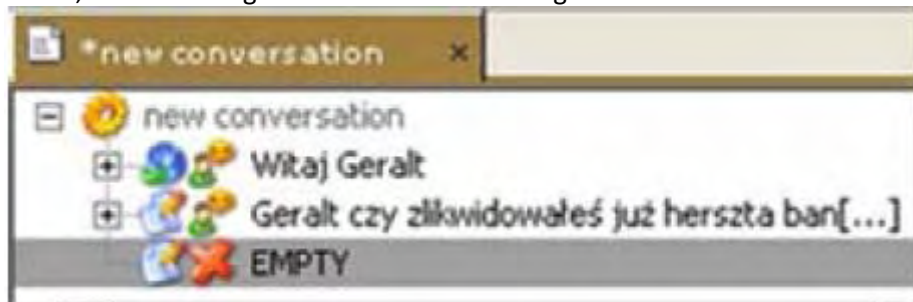 *new conversation
new conversation
Witaj Geralt
Geralt czy zlikwidowałeś już herszta ban[...]
EMPTY